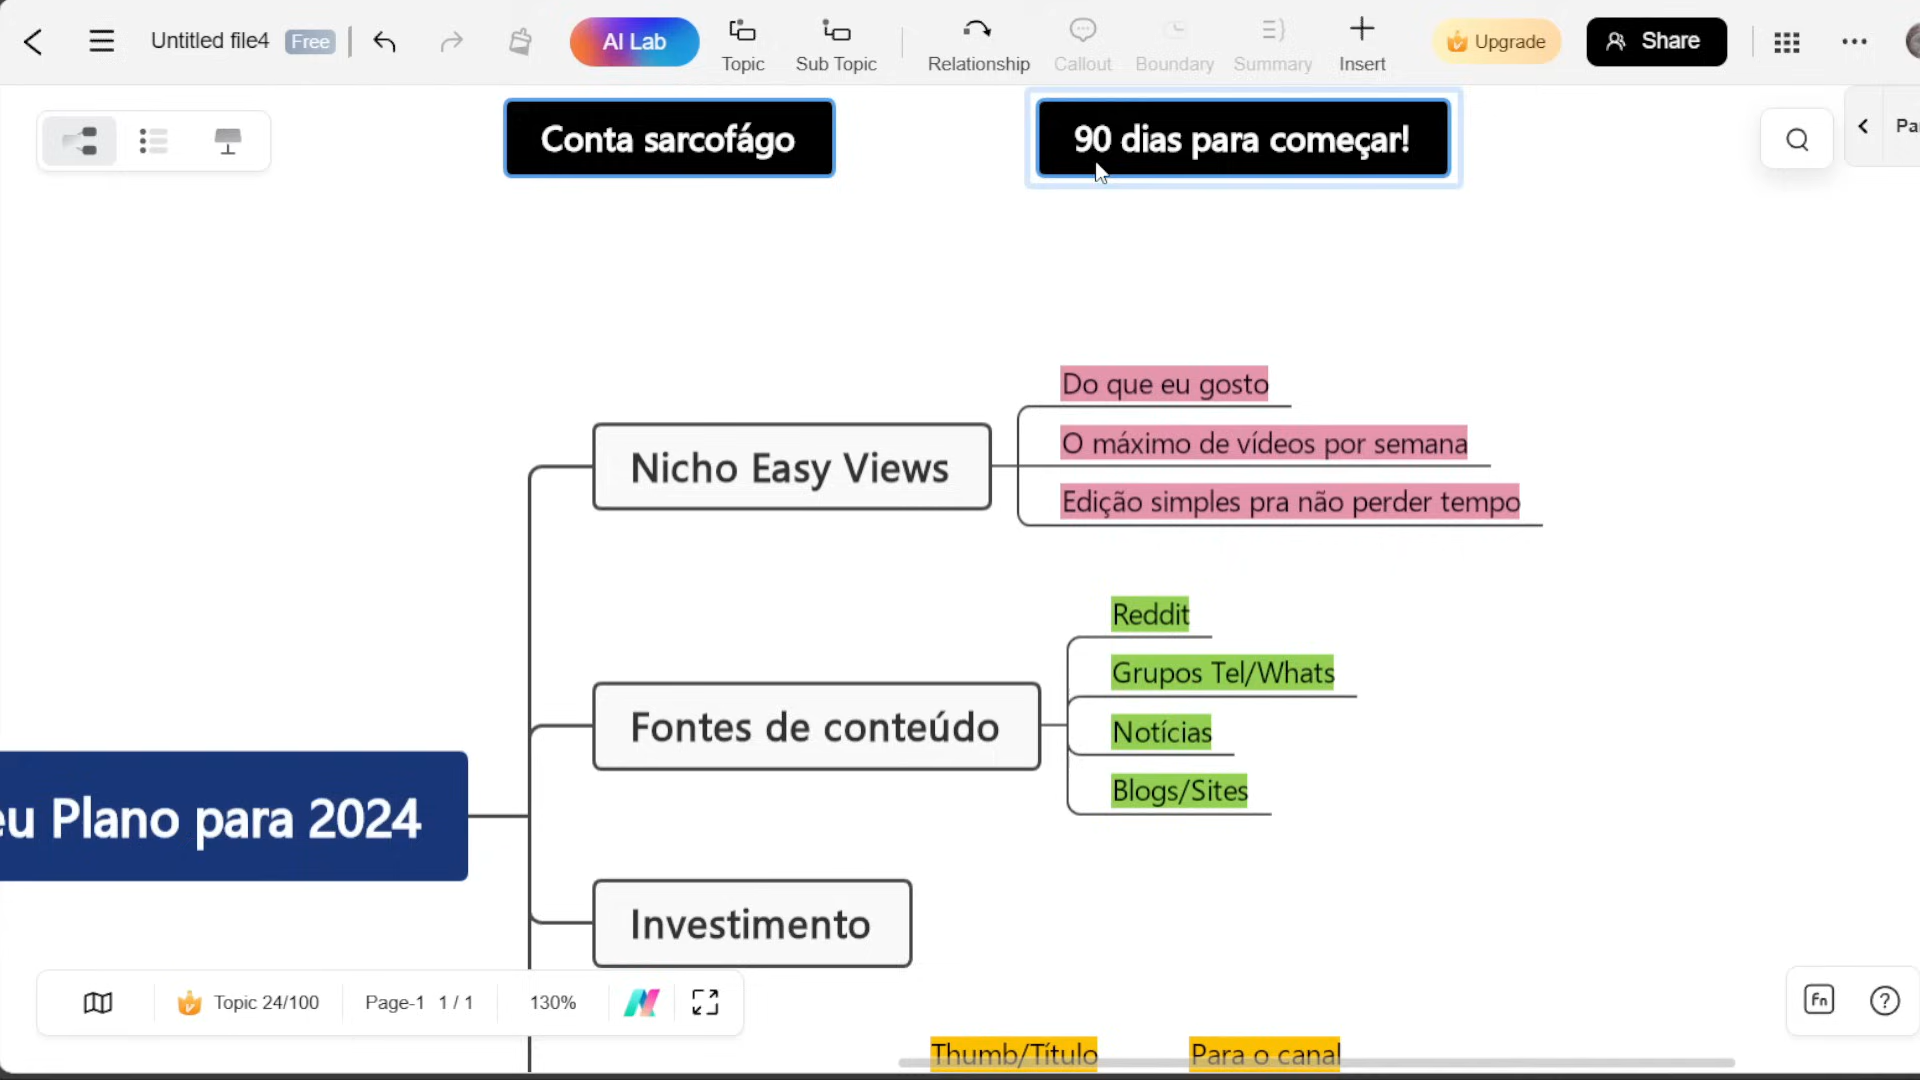 Untitled file4 Free
AI Lab
Topic
Sub Topic
Relationship
Callout
Boundary
Summary
Insert
Upgrade
Share
Conta sarcofágo
90 dias para começar!
Pa
Nicho Easy Views
Do que eu gosto
O máximo de vídeos por semana
Edição simples pra não perder tempo
Fontes de conteúdo
Reddit
Grupos Tel/Whats
Notícias
Blogs/Sites
eu Plano para 2024
Investimento
Topic 24/100
Page-1 1 / 1
130%
Fn
Thumb/Título
Para o canal